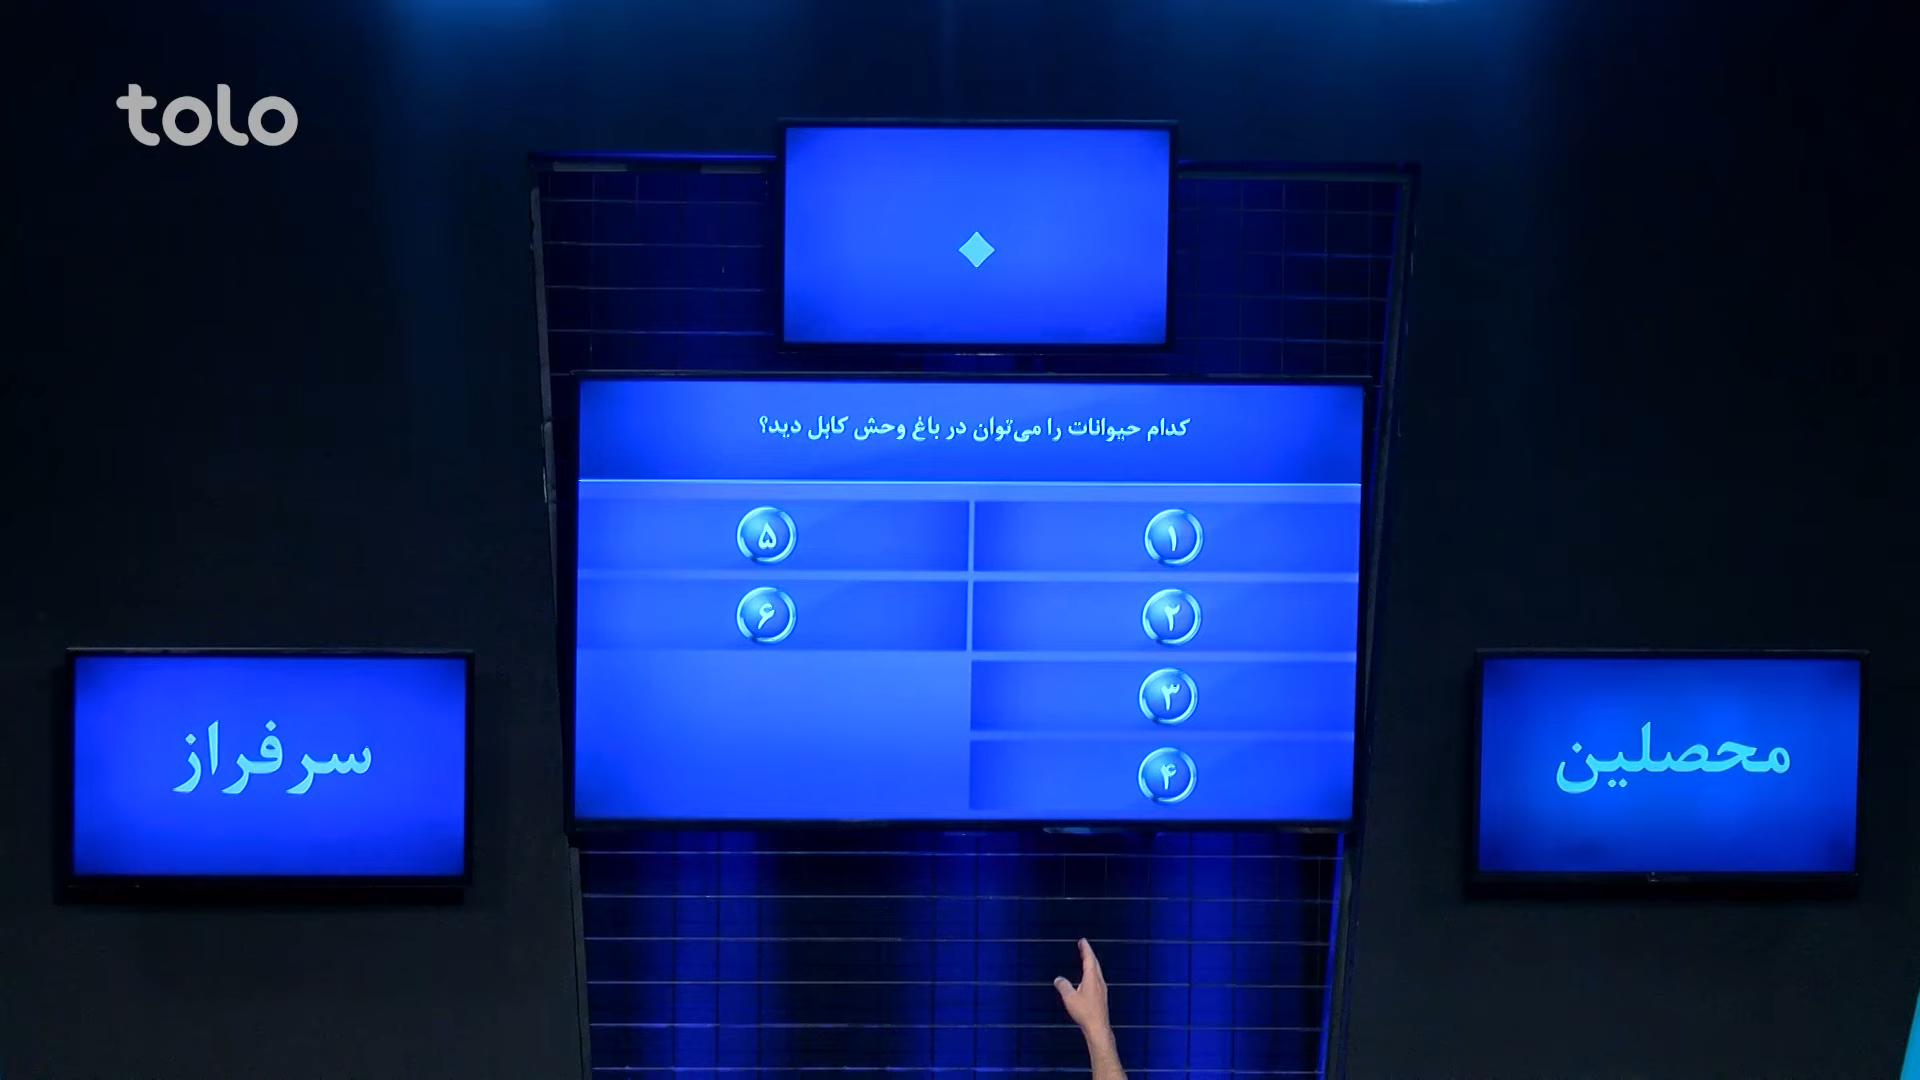 tolo
◆
کدام حیوانات را می‌توان در باغ وحش کابل دید؟
۱
۲
۳
۴
۵
۶
محصلین
سرفراز